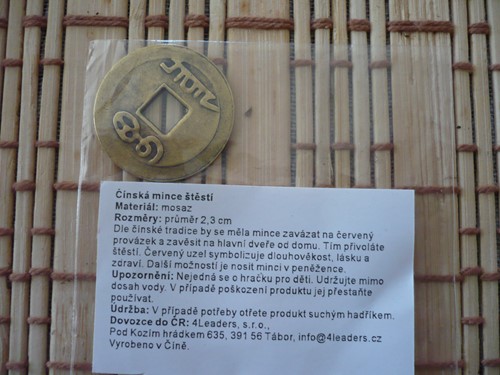 Čínská mince štěstí
Materiál: mosaz
Rozměry: průměr 2,3 cm
Dle čínské tradice by se měla mince zavázat na červený
provázek a zavěsit na hlavní dveře od domu. Tím přivoláte
štěstí. Červený uzel symbolizuje dlouhověkost, lásku a
zdraví. Další možností je nosit minci v peněžence.
Upozornění: Nejedná se o hračku pro děti. Udržujte mimo
dosah vody. V případě poškození produktu jej přestaňte
používat.
Údržba: V případě potřeby otřete produkt suchým hadříkem.
Dovozce do ČR: 4Leaders, s.r.o.,
Pod Kozím hrádkem 635, 391 56 Tábor, info@4leaders.cz
Vyrobeno v Číně.